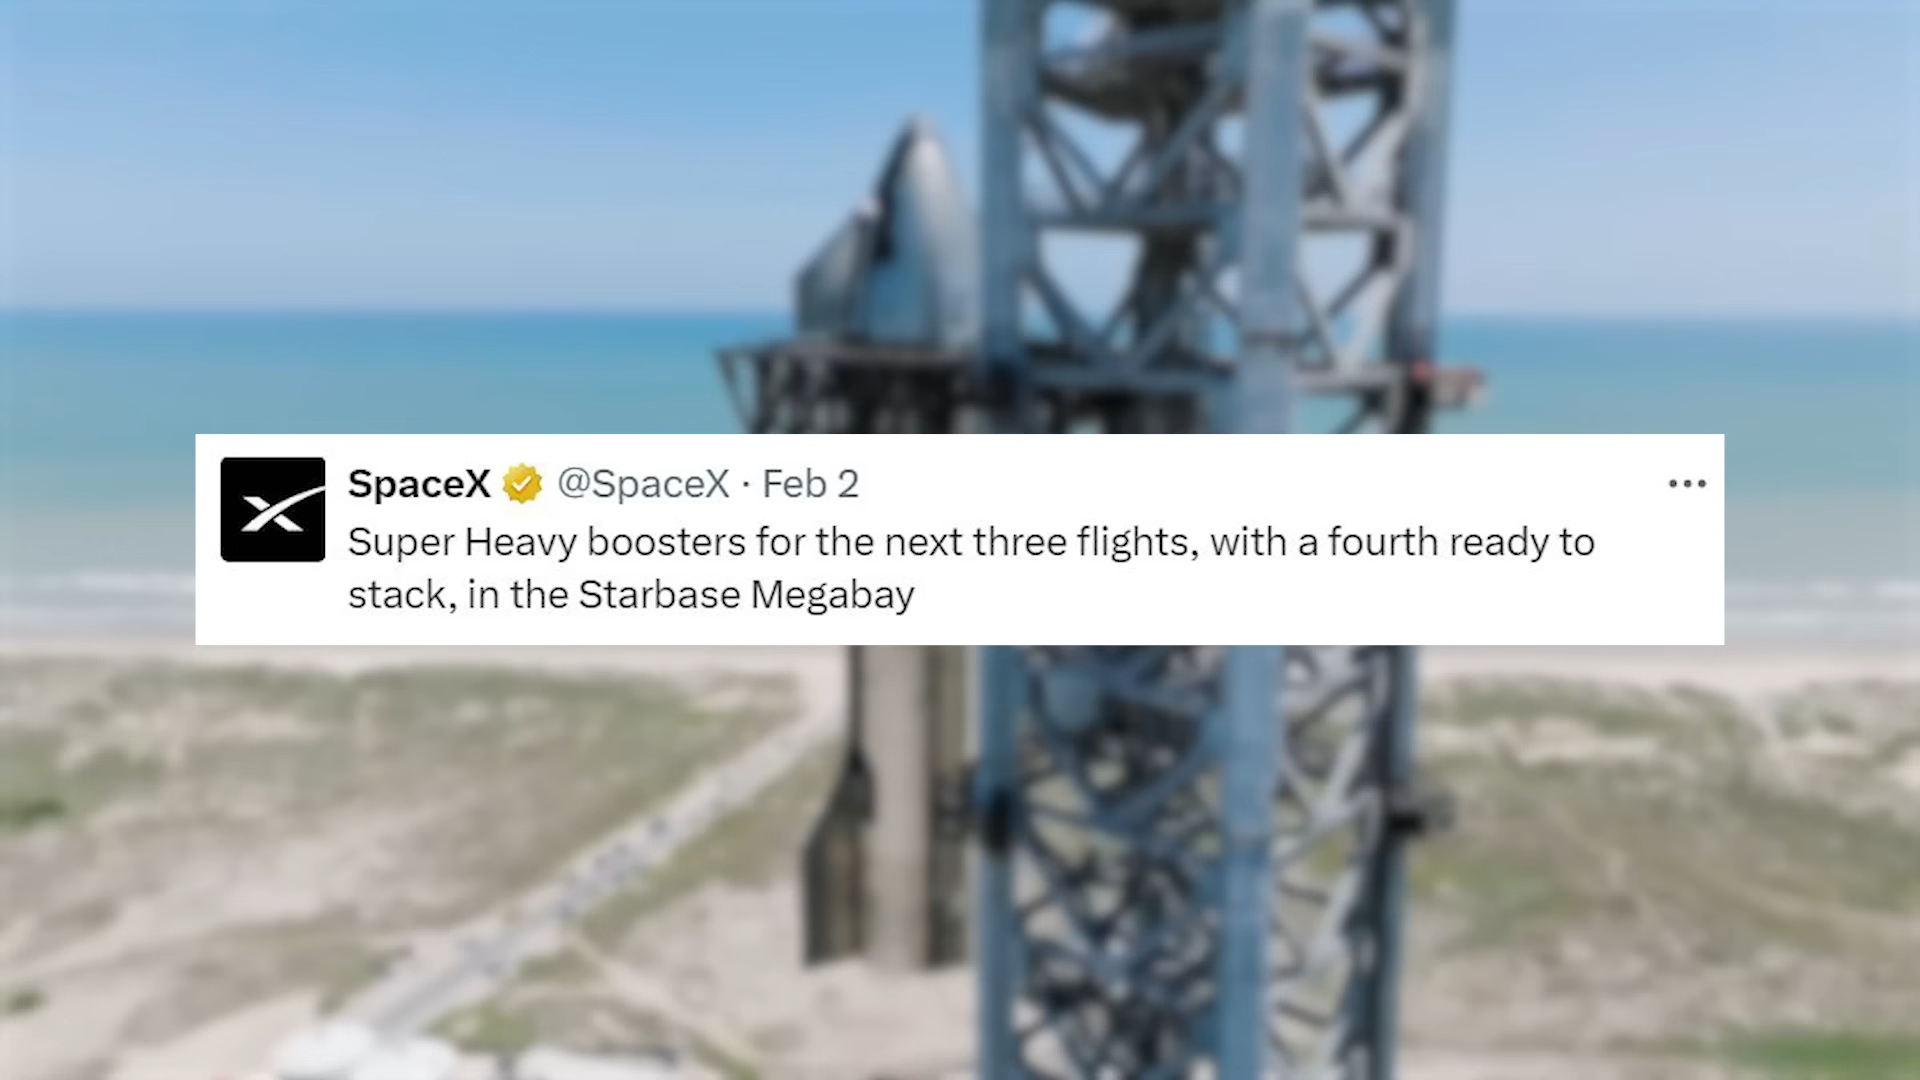 SpaceX @SpaceX · Feb 2
Super Heavy boosters for the next three flights, with a fourth ready to
stack, in the Starbase Megabay